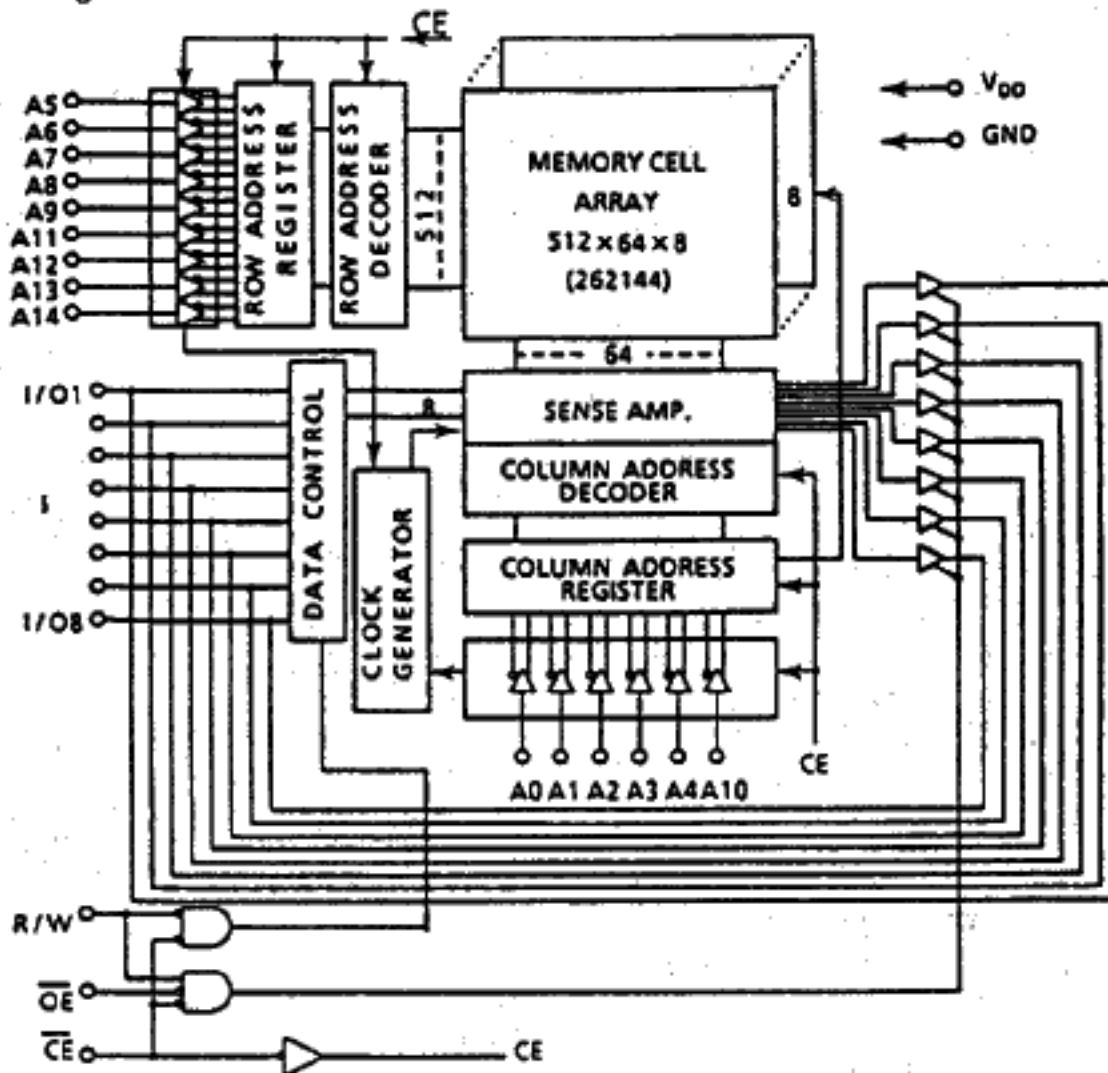 CE
A5
A6
A7
A8
A9
A11
A12
A13
A14
ROW ADDRESS
REGISTER
ROW ADDRESS
DECODER
512
MEMORY CELL
ARRAY
512×64×8
(262144)
8
VDD
GND
64
I/O1
I/O8
DATA CONTROL
8
SENSE AMP.
COLUMN ADDRESS
DECODER
CLOCK
GENERATOR
COLUMN ADDRESS
REGISTER
A0 A1 A2 A3 A4 A10
CE
R/W
OE
CE
CE